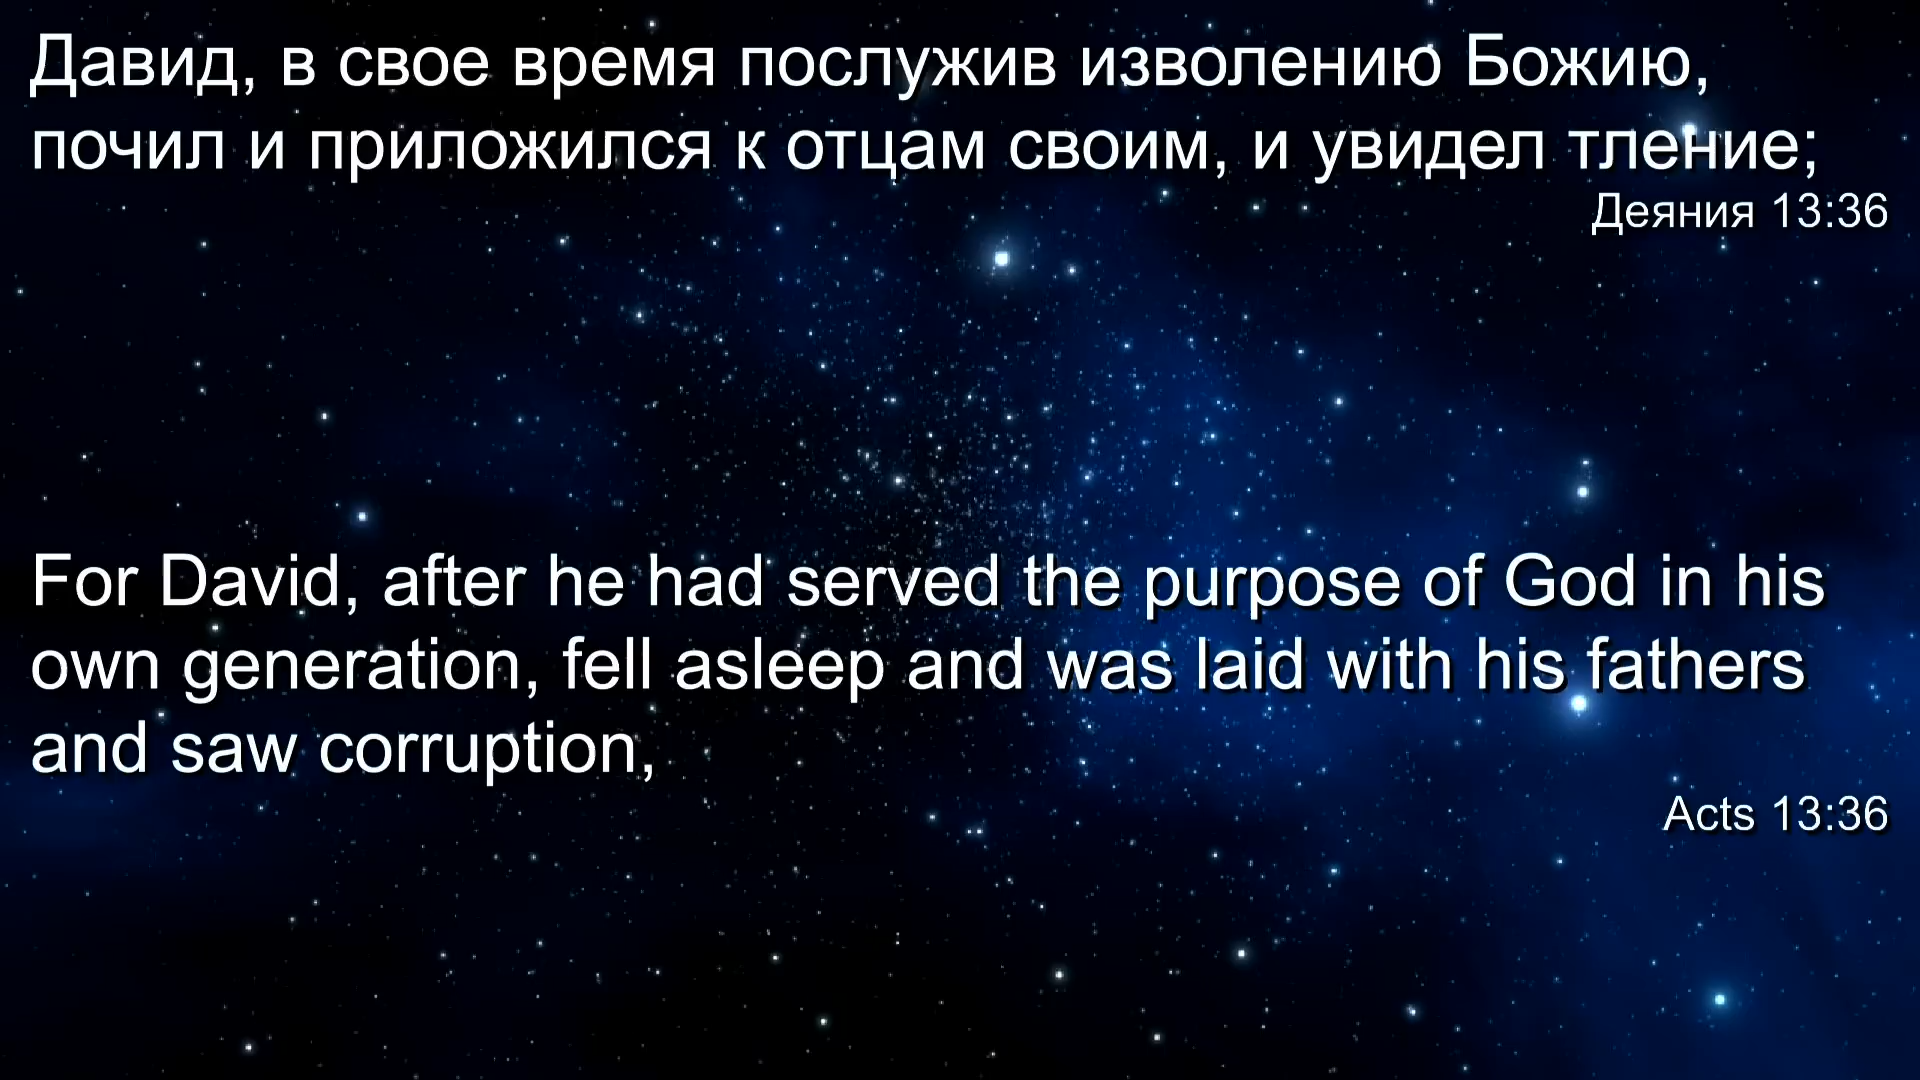 Давид, в свое время послужив изволению Божию,
почил и приложился к отцам своим, и увидел тление;
Деяния 13:36
For David, after he had served the purpose of God in his
own generation, fell asleep and was laid with his fathers
and saw corruption,
Acts 13:36